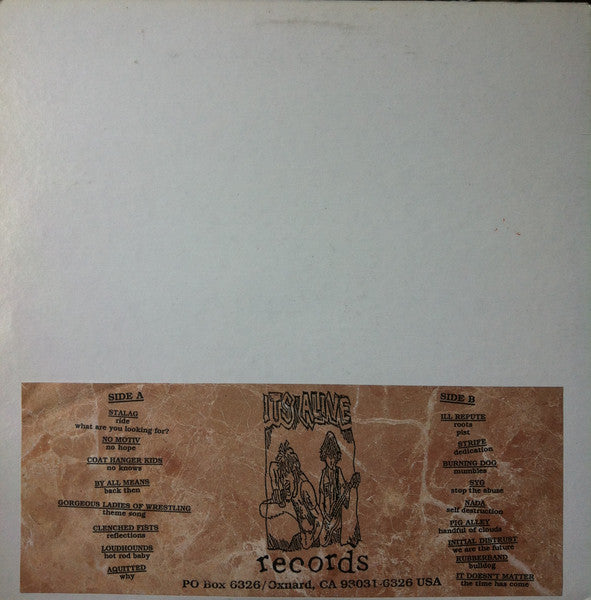 SIDE A
STALAG
ride
what are you looking for?
NO MOTIV
no hope
COAT HANGER KIDS
no knows
BY ALL MEANS
back then
GORGEOUS LADIES OF WRESTLING
theme song
CLENCHED FISTS
reflections
LOUDHOUNDS
hot rod baby
AQUITTED
why
ITS ALIVE
records
PO Box 6326/Oxnard, CA 93031-6326 USA
SIDE B
ILL REPUTE
roots
pist
STRIFE
dedication
BURNING DOG
mumbles
SYG
stop the abuse
NADA
self destruction
PIG ALLEY
handful of clouds
INITIAL DISTRUST
we are the future
RUBBERBAND
bulldog
IT DOESN'T MATTER
the time has come